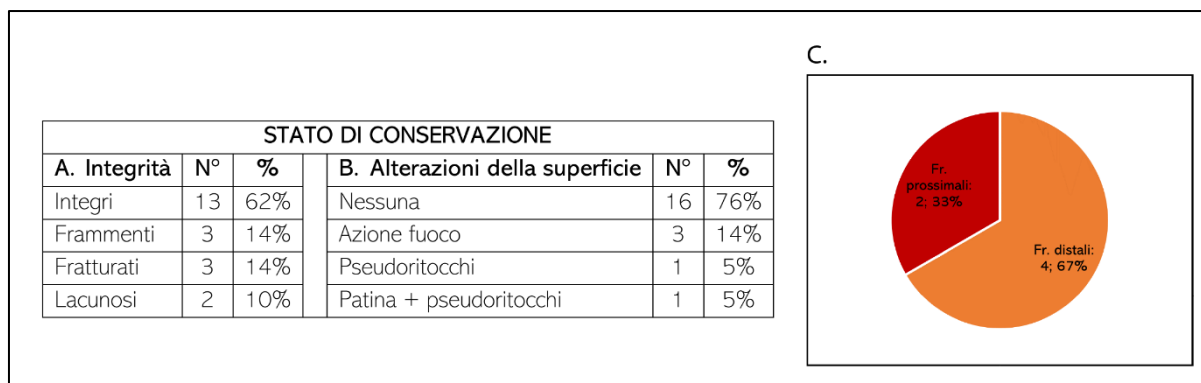 C.
STATO DI CONSERVAZIONE
A. Integrità N° % B. Alterazioni della superficie N° %
Integri 13 62% Nessuna 16 76%
Frammenti 3 14% Azione fuoco 3 14%
Fratturati 3 14% Pseudoritocchi 1 5%
Lacunosi 2 10% Patina + pseudoritocchi 1 5%
Fr.
prossimali:
2; 33%
Fr. distali:
4; 67%